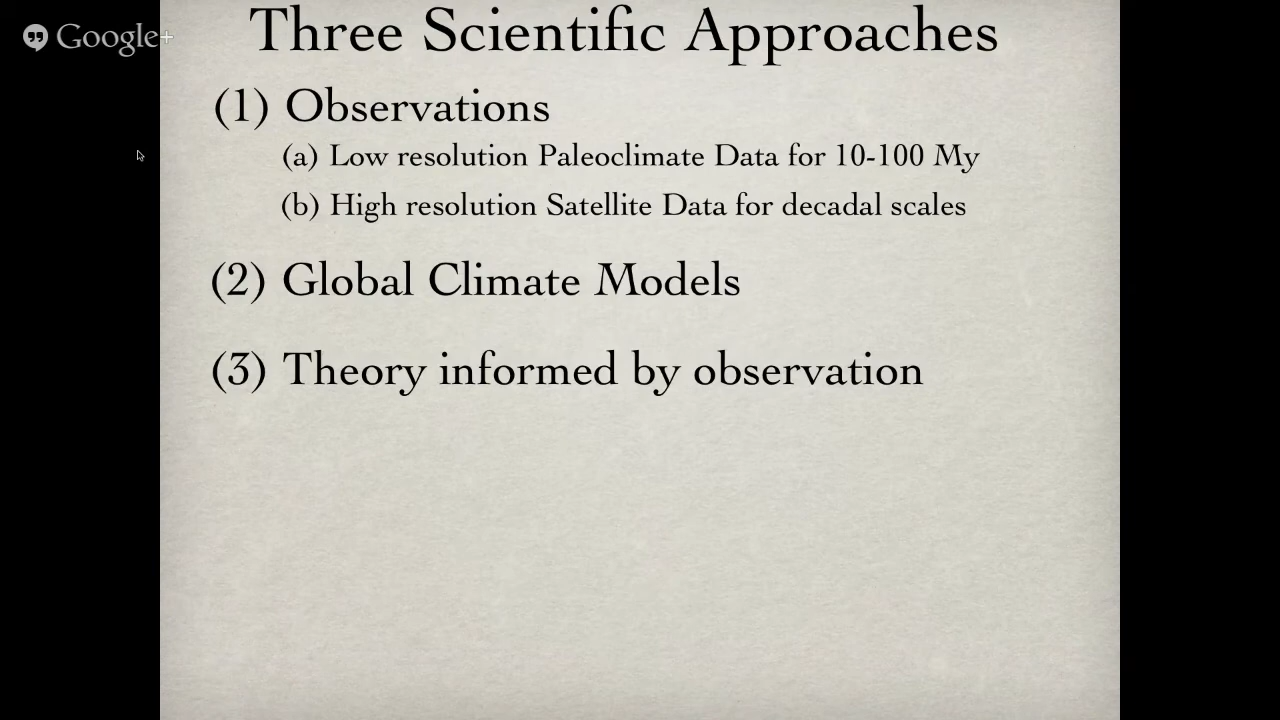 Google+
Three Scientific Approaches
(1) Observations
(a) Low resolution Paleoclimate Data for 10-100 My
(b) High resolution Satellite Data for decadal scales
(2) Global Climate Models
(3) Theory informed by observation